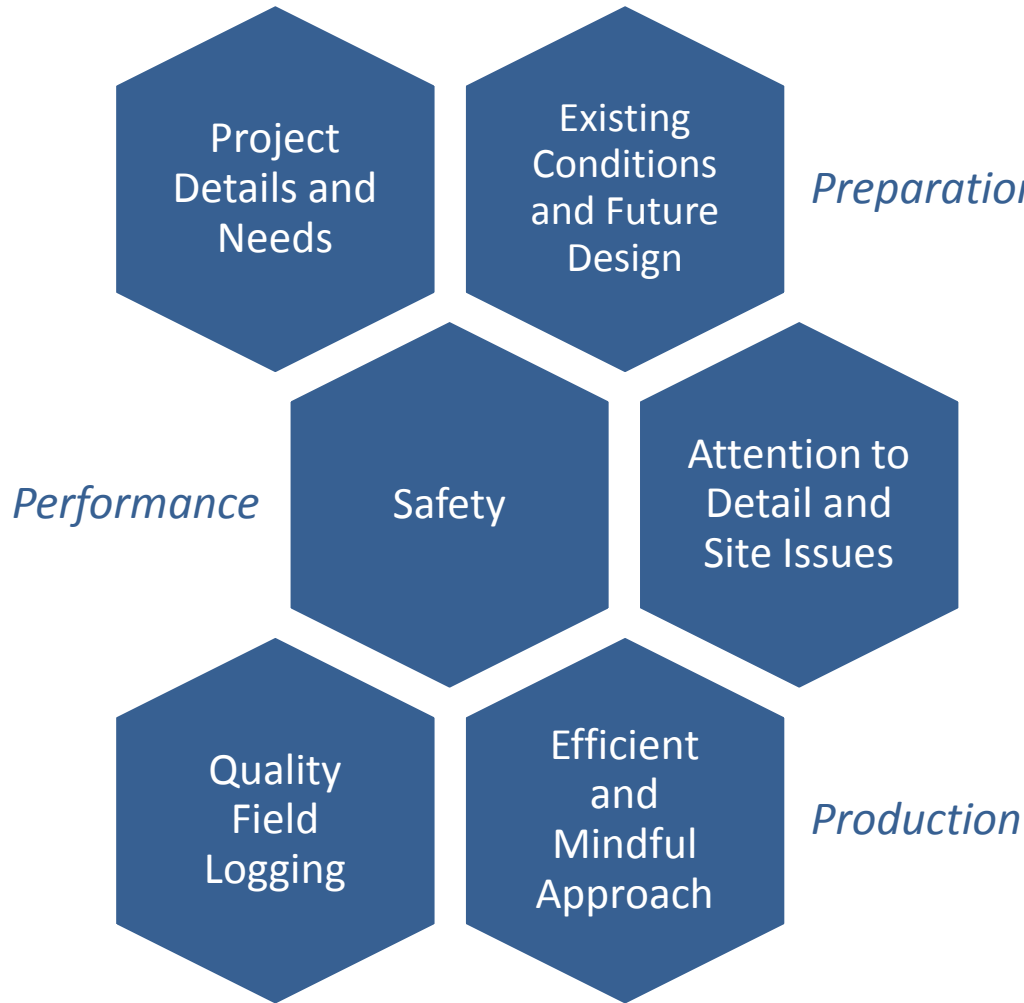 Project
Details and
Needs
Existing
Conditions
and Future
Design
Preparation
Performance
Safety
Attention to
Detail and
Site Issues
Quality
Field
Logging
Efficient
and
Mindful
Approach
Production